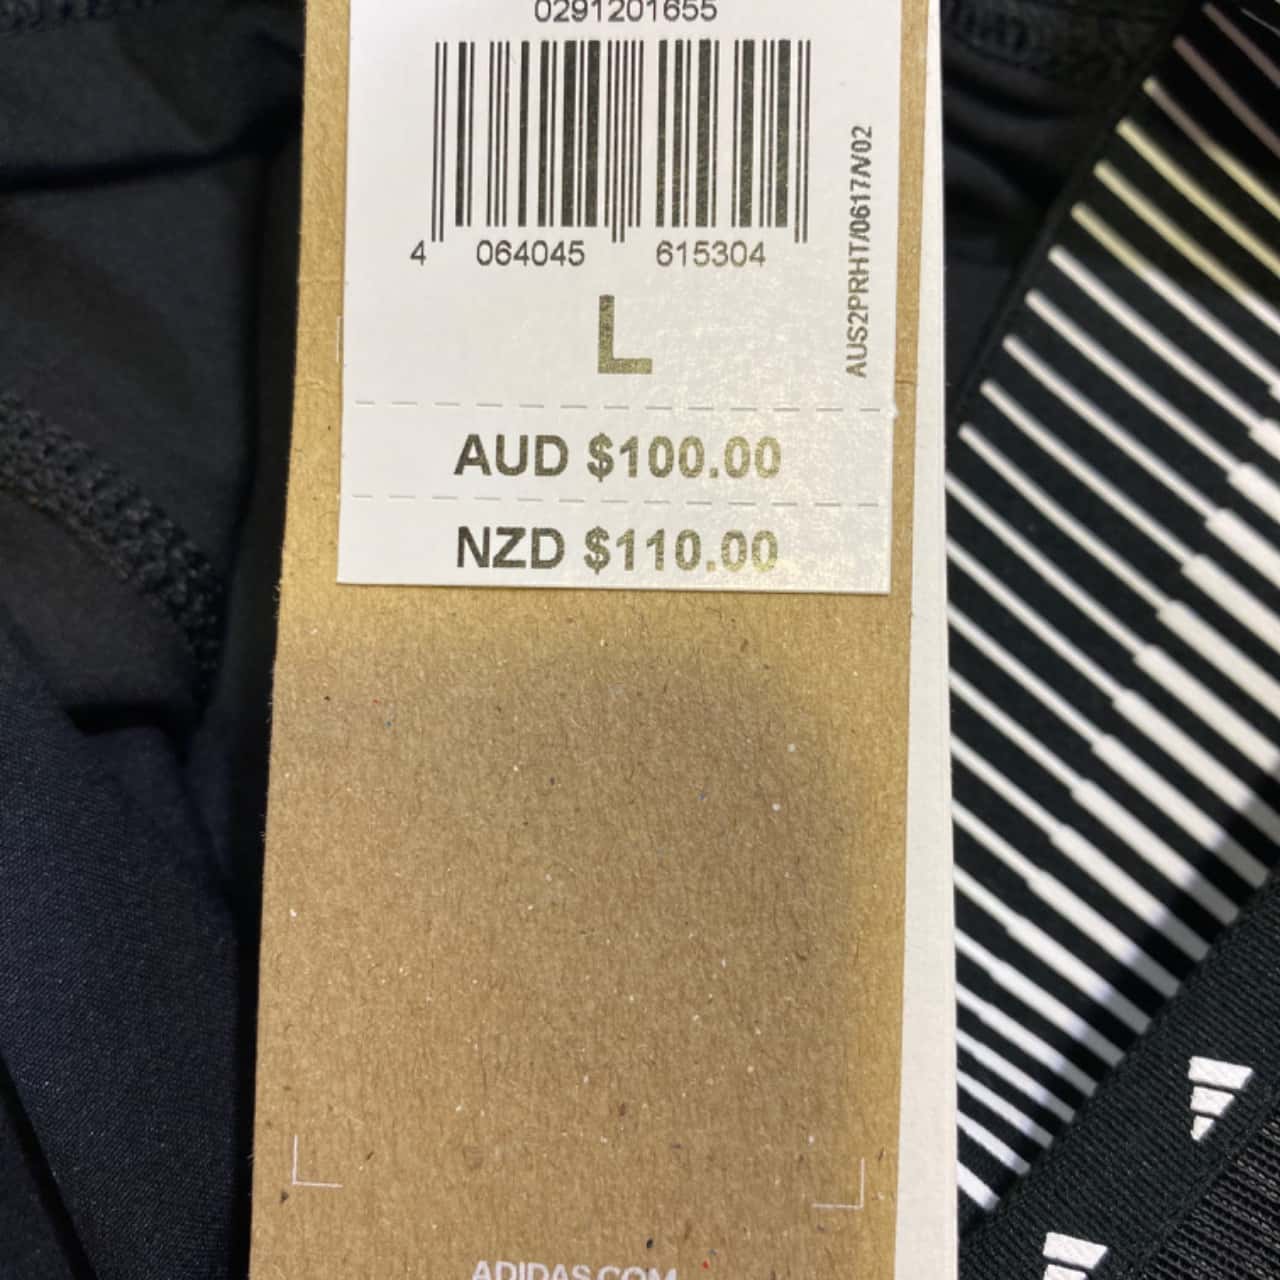 0291201655
4 064045 615304
AUS2PRHT/0617/V02
L
AUD $100.00
NZD $110.00
ADIDAS.COM